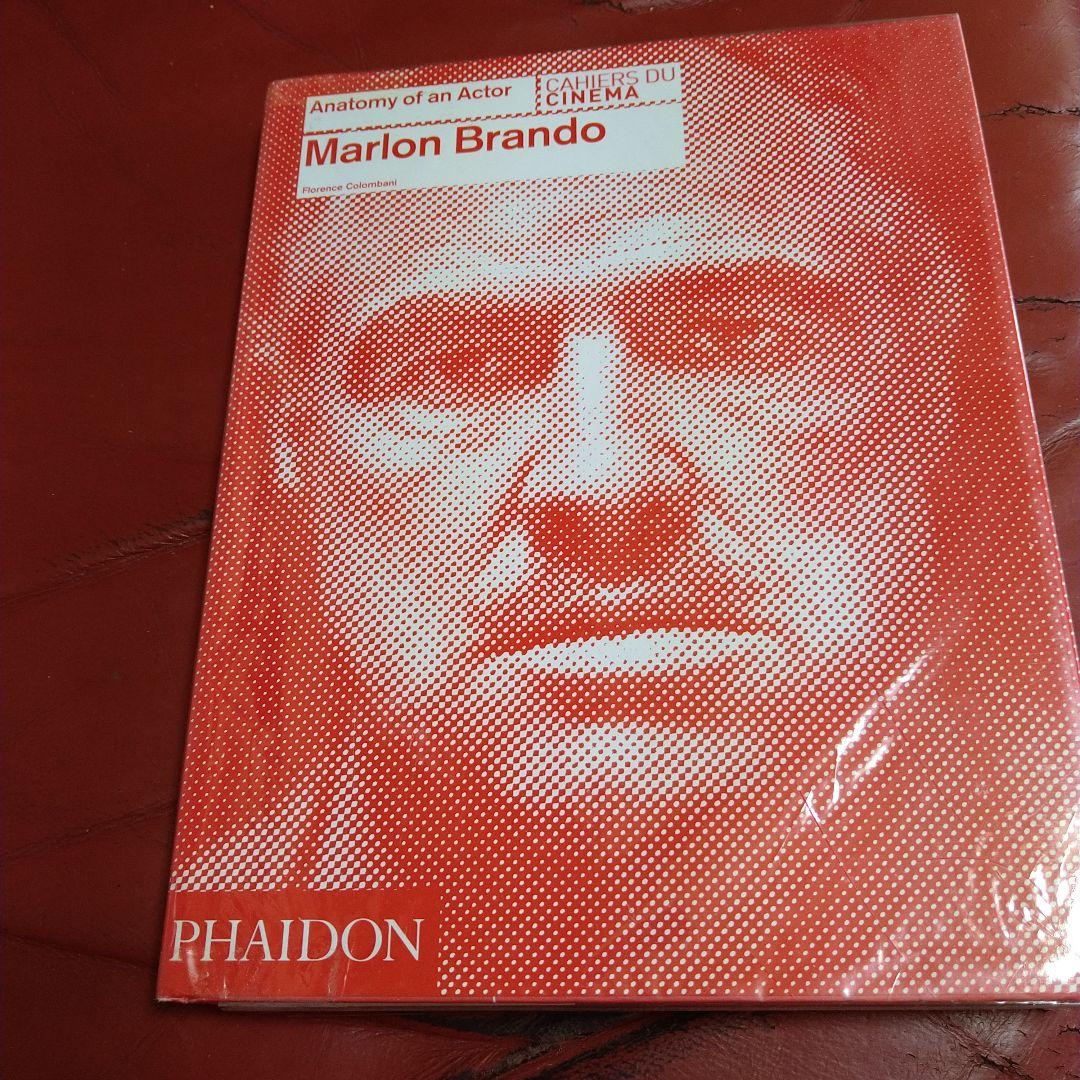 Anatomy of an Actor
CAHIERS DU
CINEMA
Marlon Brando
Florence Colombani
PHAIDON